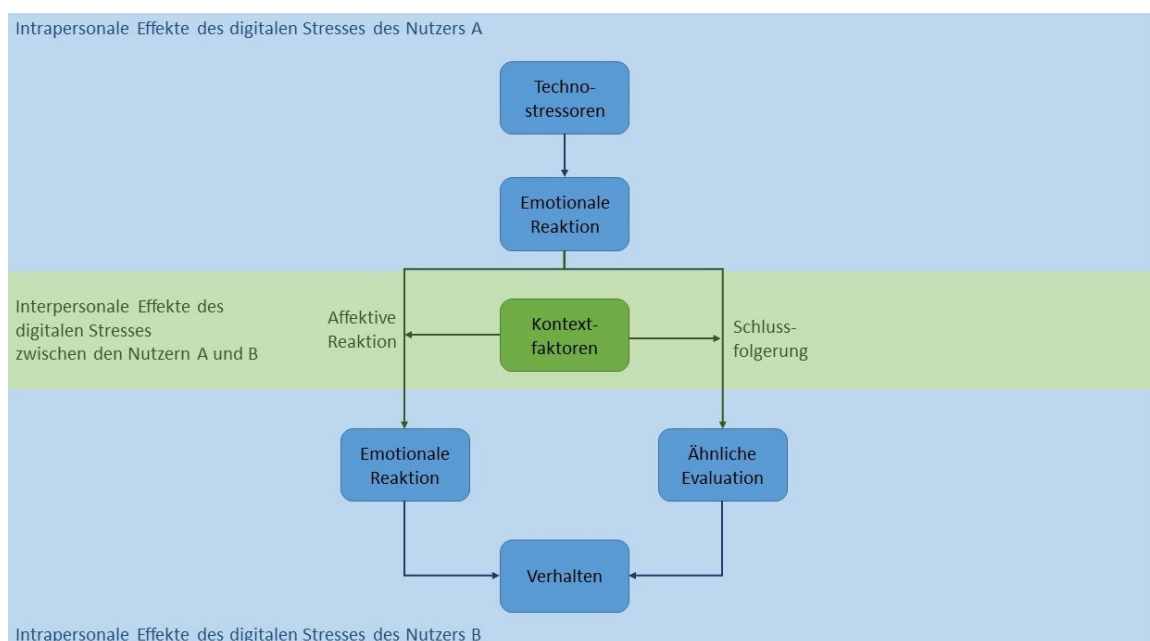 Intrapersonale Effekte des digitalen Stresses des Nutzers A
Techno-
stressoren
Emotionale
Reaktion
Interpersonale Effekte des
digitalen Stresses
zwischen den Nutzern A und B
Affektive
Reaktion
Kontext-
faktoren
Schluss-
folgerung
Emotionale
Reaktion
Ähnliche
Evaluation
Verhalten
Intrapersonale Effekte des digitalen Stresses des Nutzers B